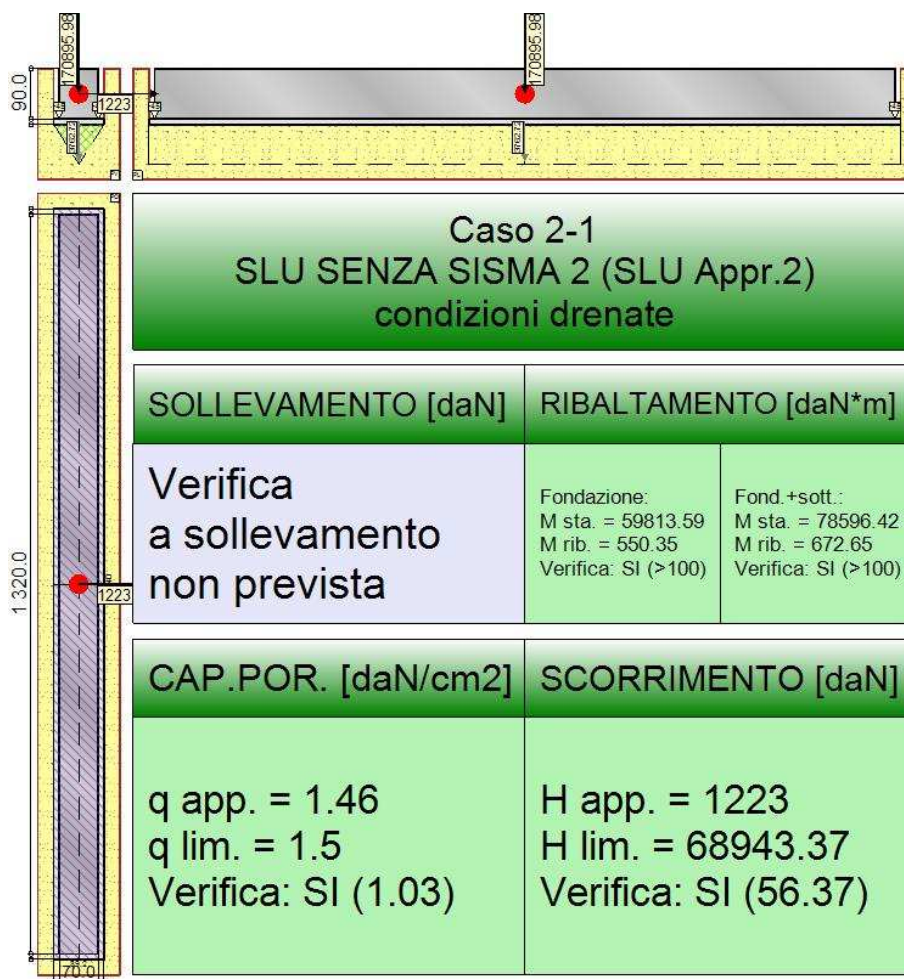 170895.98
170895.98
90.0
1223
Caso 2-1
SLU SENZA SISMA 2 (SLU Appr.2)
condizioni drenate
SOLLEVAMENTO [daN]
RIBALTAMENTO [daN*m]
Verifica
a sollevamento
non prevista
Fondazione:
M sta. = 59813.59
M rib. = 550.35
Verifica: SI (>100)
Fond.+sott.:
M sta. = 78596.42
M rib. = 672.65
Verifica: SI (>100)
1320.0
1223
CAP.POR. [daN/cm2]
SCORRIMENTO [daN]
q app. = 1.46
q lim. = 1.5
Verifica: SI (1.03)
H app. = 1223
H lim. = 68943.37
Verifica: SI (56.37)
70.0